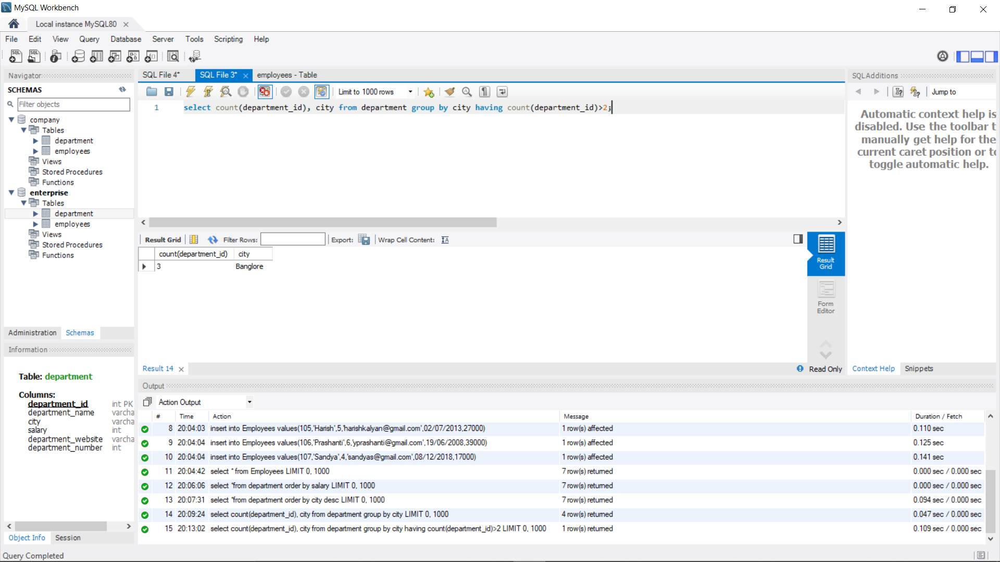 MySQL Workbench
Local instance MySQL80
File Edit View Query Database Server Tools Scripting Help
Navigator
SCHEMAS
Filter objects
company
Tables
department
employees
Views
Stored Procedures
Functions
enterprise
Tables
department
employees
Views
Stored Procedures
Functions
Administration Schemas
Information
Table: department
Columns:
department_id int PK
department_name varcha
city varcha
salary int
department_website varcha
department_number int
Object Info Session
SQL File 4* SQL File 3* employees - Table
Limit to 1000 rows
1 select count(department_id), city from department group by city having count(department_id)>2;
Result Grid Filter Rows: Export: Wrap Cell Content:
count(department_id) city
3 Banglore
Result Grid
Form Editor
Result 14 Read Only
SQLAdditions
Jump to
Automatic context help is
disabled. Use the toolbar t
manually get help for the
current caret position or to
toggle automatic help.
Context Help Snippets
Output
Action Output
# Time Action Message Duration / Fetch
8 20:04:03 insert into Employees values(105,'Harish',5,'harishkalyan@gmail.com',02/07/2013,27000) 1 row(s) affected 0.110 sec
9 20:04:04 insert into Employees values(106,'Prashanti',6,'yprashanti@gmail.com',19/06/2008,39000) 1 row(s) affected 0.125 sec
10 20:04:04 insert into Employees values(107,'Sandya',4,'sandyas@gmail.com',08/12/2018,17000) 1 row(s) affected 0.141 sec
11 20:04:42 select * from Employees LIMIT 0, 1000 7 row(s) returned 0.000 sec / 0.000 sec
12 20:06:06 select *from department order by salary LIMIT 0, 1000 7 row(s) returned 0.000 sec / 0.000 sec
13 20:07:31 select *from department order by city desc LIMIT 0, 1000 7 row(s) returned 0.094 sec / 0.000 sec
14 20:09:24 select count(department_id), city from department group by city LIMIT 0, 1000 4 row(s) returned 0.047 sec / 0.000 sec
15 20:13:02 select count(department_id), city from department group by city having count(department_id)>2 LIMIT 0, 1000 1 row(s) returned 0.109 sec / 0.000 sec
Query Completed